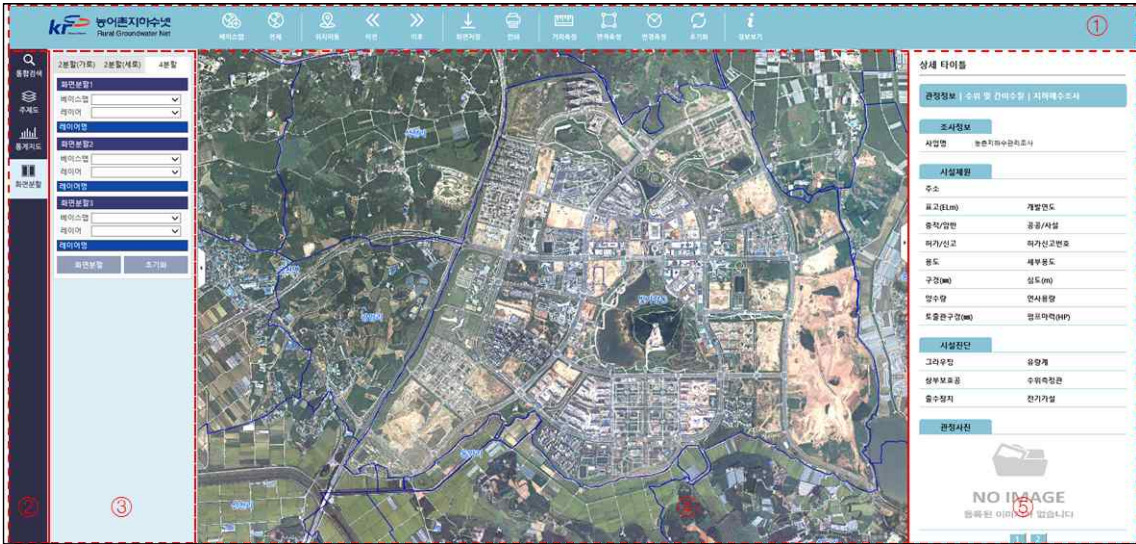 농어촌지하수넷
Rural Groundwater Net
베이스맵
전체
위치이동
이전
이후
화면저장
인쇄
거리측정
면적측정
반경측정
초기화
정보보기
①
통합검색
주제도
통계지도
화면분할
②
2분할(가로) 2분할(세로) 4분할
화면분할1
베이스맵
레이어
레이어명
화면분할2
베이스맵
레이어
레이어명
화면분할3
베이스맵
레이어
레이어명
화면분할 초기화
③
상세 타이틀
관정정보 | 수위 및 간이수질 | 지하해수조사
조사정보
사업명 농촌지하수관리조사
시설제원
주소
표고(ELm) 개발연도
충적/암반 공공/사설
허가/신고 허가신고번호
용도 세부용도
구경(㎜) 심도(m)
양수량 연사용량
토출관구경(㎜) 펌프마력(HP)
시설진단
그라우팅 유량계
상부보호공 수위측정관
출수장치 전기가설
관정사진
NO IMAGE
등록된 이미지가 없습니다
⑤
1 2